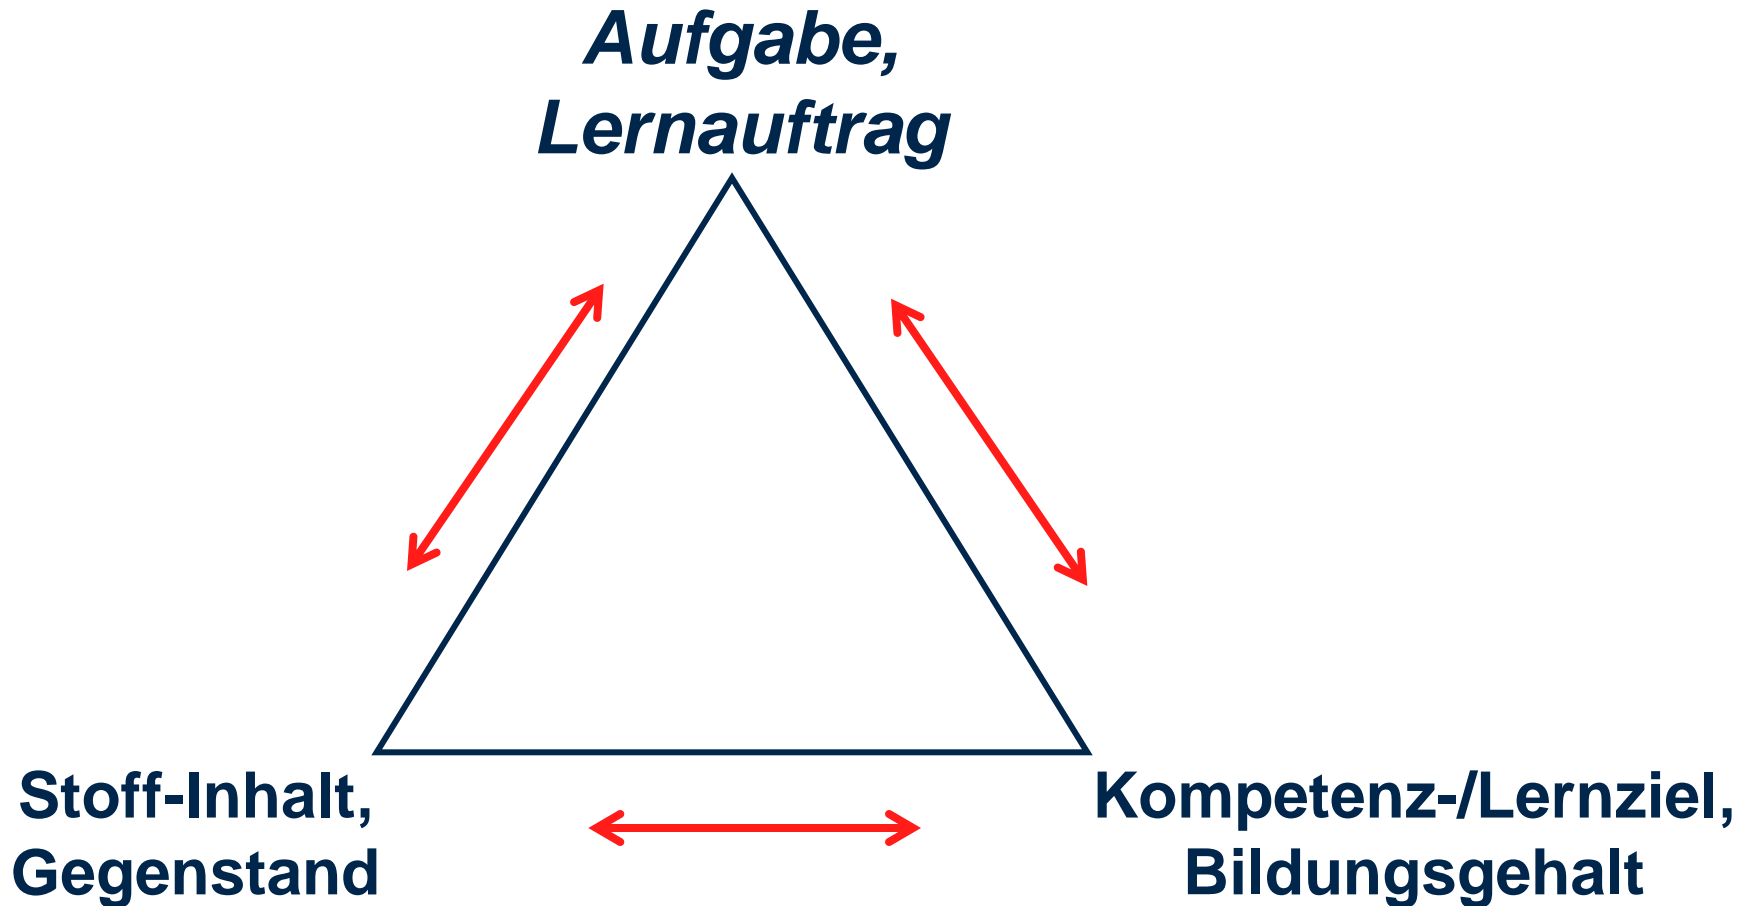 Aufgabe,
Lernauftrag
Stoff-Inhalt,
Gegenstand
Kompetenz-/Lernziel,
Bildungsgehalt